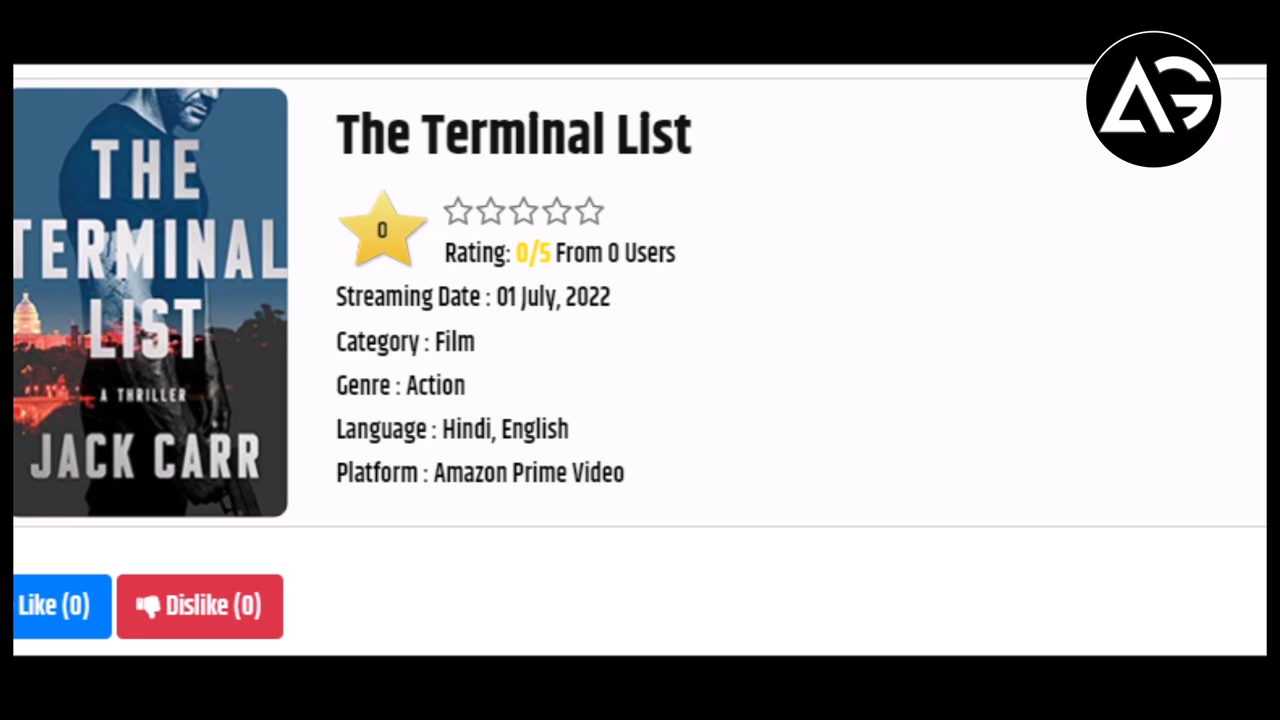 AG
THE
TERMINAL
LIST
A THRILLER
JACK CARR
The Terminal List
0
Rating: 0/5 From 0 Users
Streaming Date : 01 July, 2022
Category : Film
Genre : Action
Language : Hindi, English
Platform : Amazon Prime Video
Like (0)
Dislike (0)